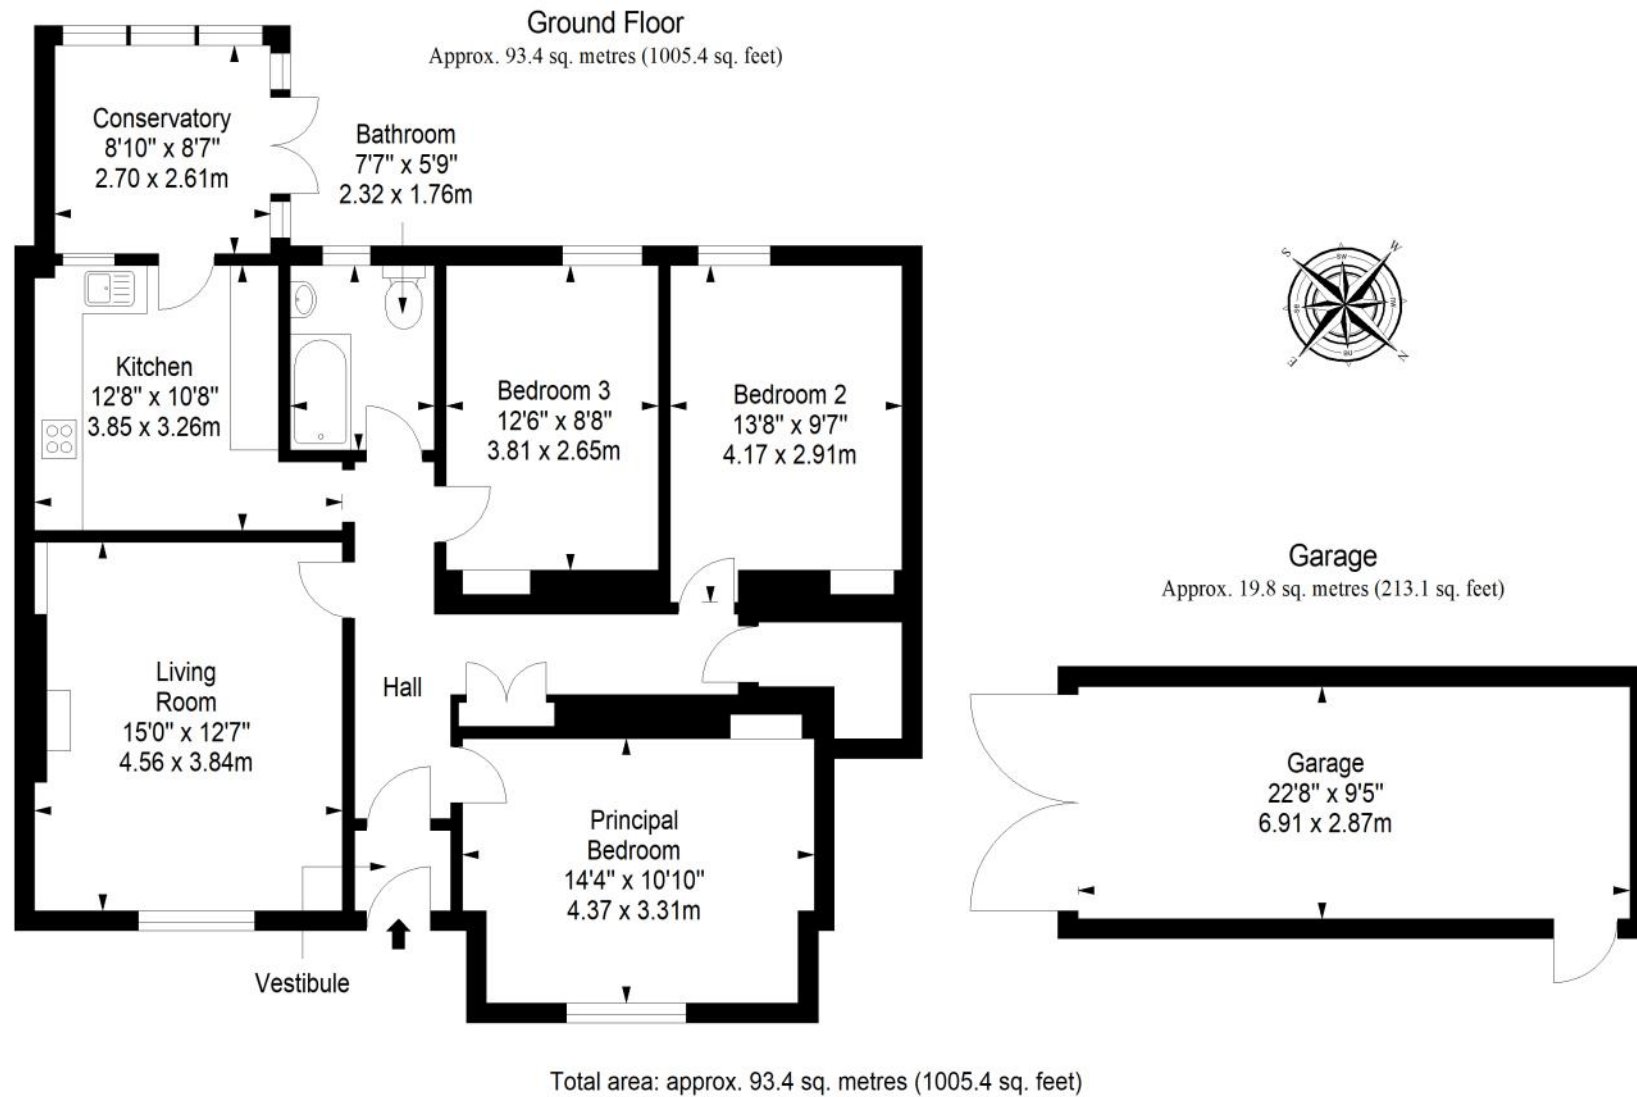 Ground Floor
Approx. 93.4 sq. metres (1005.4 sq. feet)
Conservatory
8'10" x 8'7"
2.70 x 2.61m
Bathroom
7'7" x 5'9"
2.32 x 1.76m
Kitchen
12'8" x 10'8"
3.85 x 3.26m
Bedroom 3
12'6" x 8'8"
3.81 x 2.65m
Bedroom 2
13'8" x 9'7"
4.17 x 2.91m
S
W
SW
SE
NW
NE
E
N
Living
Room
15'0" x 12'7"
4.56 x 3.84m
Hall
Principal
Bedroom
14'4" x 10'10"
4.37 x 3.31m
Vestibule
Garage
Approx. 19.8 sq. metres (213.1 sq. feet)
Garage
22'8" x 9'5"
6.91 x 2.87m
Total area: approx. 93.4 sq. metres (1005.4 sq. feet)